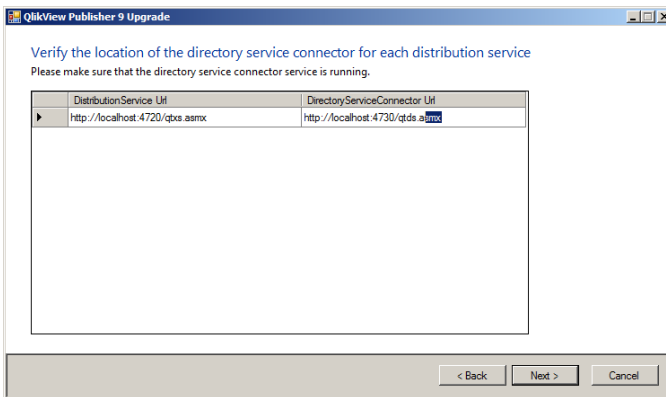 QlikView Publisher 9 Upgrade
Verify the location of the directory service connector for each distribution service
Please make sure that the directory service connector service is running.
DistributionService Url DirectoryServiceConnector Url
http://localhost:4720/qtxs.asmx http://localhost:4730/qtds.asmx
< Back Next > Cancel